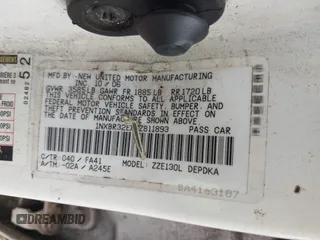 MFD. BY: NEW UNITED MOTOR MANUFACTURING
INC. 10 / 06
GVWR 3585LB GAWR FR 1885LB RR1720LB
THIS VEHICLE CONFORMS TO ALL APPLICABLE
FEDERAL MOTOR VEHICLE SAFETY, BUMPER, AND
THEFT PREVENTION STANDARDS IN EFFECT ON
THE DATE OF MANUFACTURE SHOWN ABOVE.
PASS CAR
C/TR 040 / FA41
A/TM -02A / A245E
MODEL: ZZE130L DEPDKA
52
DREAMBID